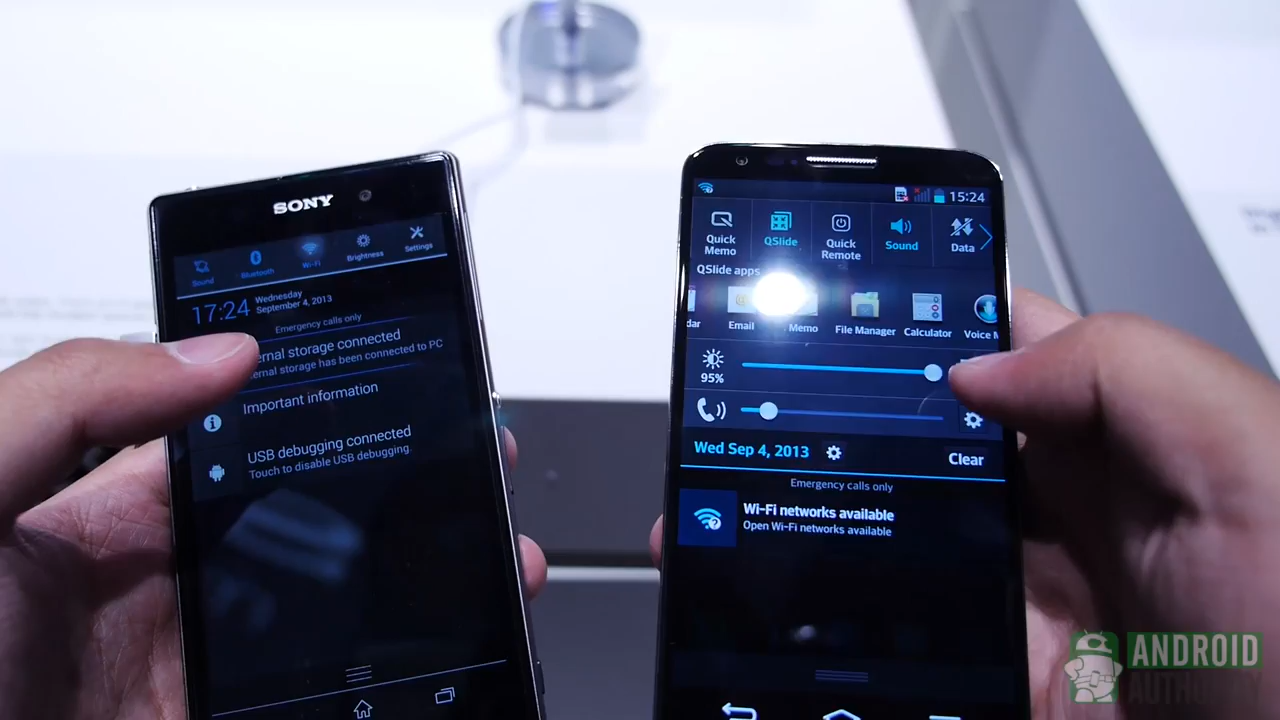 SONY
Sound
Bluetooth
Wi-Fi
Brightness
Settings
17:24
Wednesday
September 4, 2013
Emergency calls only
ernal storage connected
ernal storage has been connected to PC
Important information
USB debugging connected
Touch to disable USB debugging.
15:24
Quick Memo
QSlide
Quick Remote
Sound
Data
QSlide apps
dar
Email
Memo
File Manager
Calculator
Voice M
95%
Wed Sep 4, 2013
Clear
Emergency calls only
Wi-Fi networks available
Open Wi-Fi networks available
ANDROID
AUTHORITY